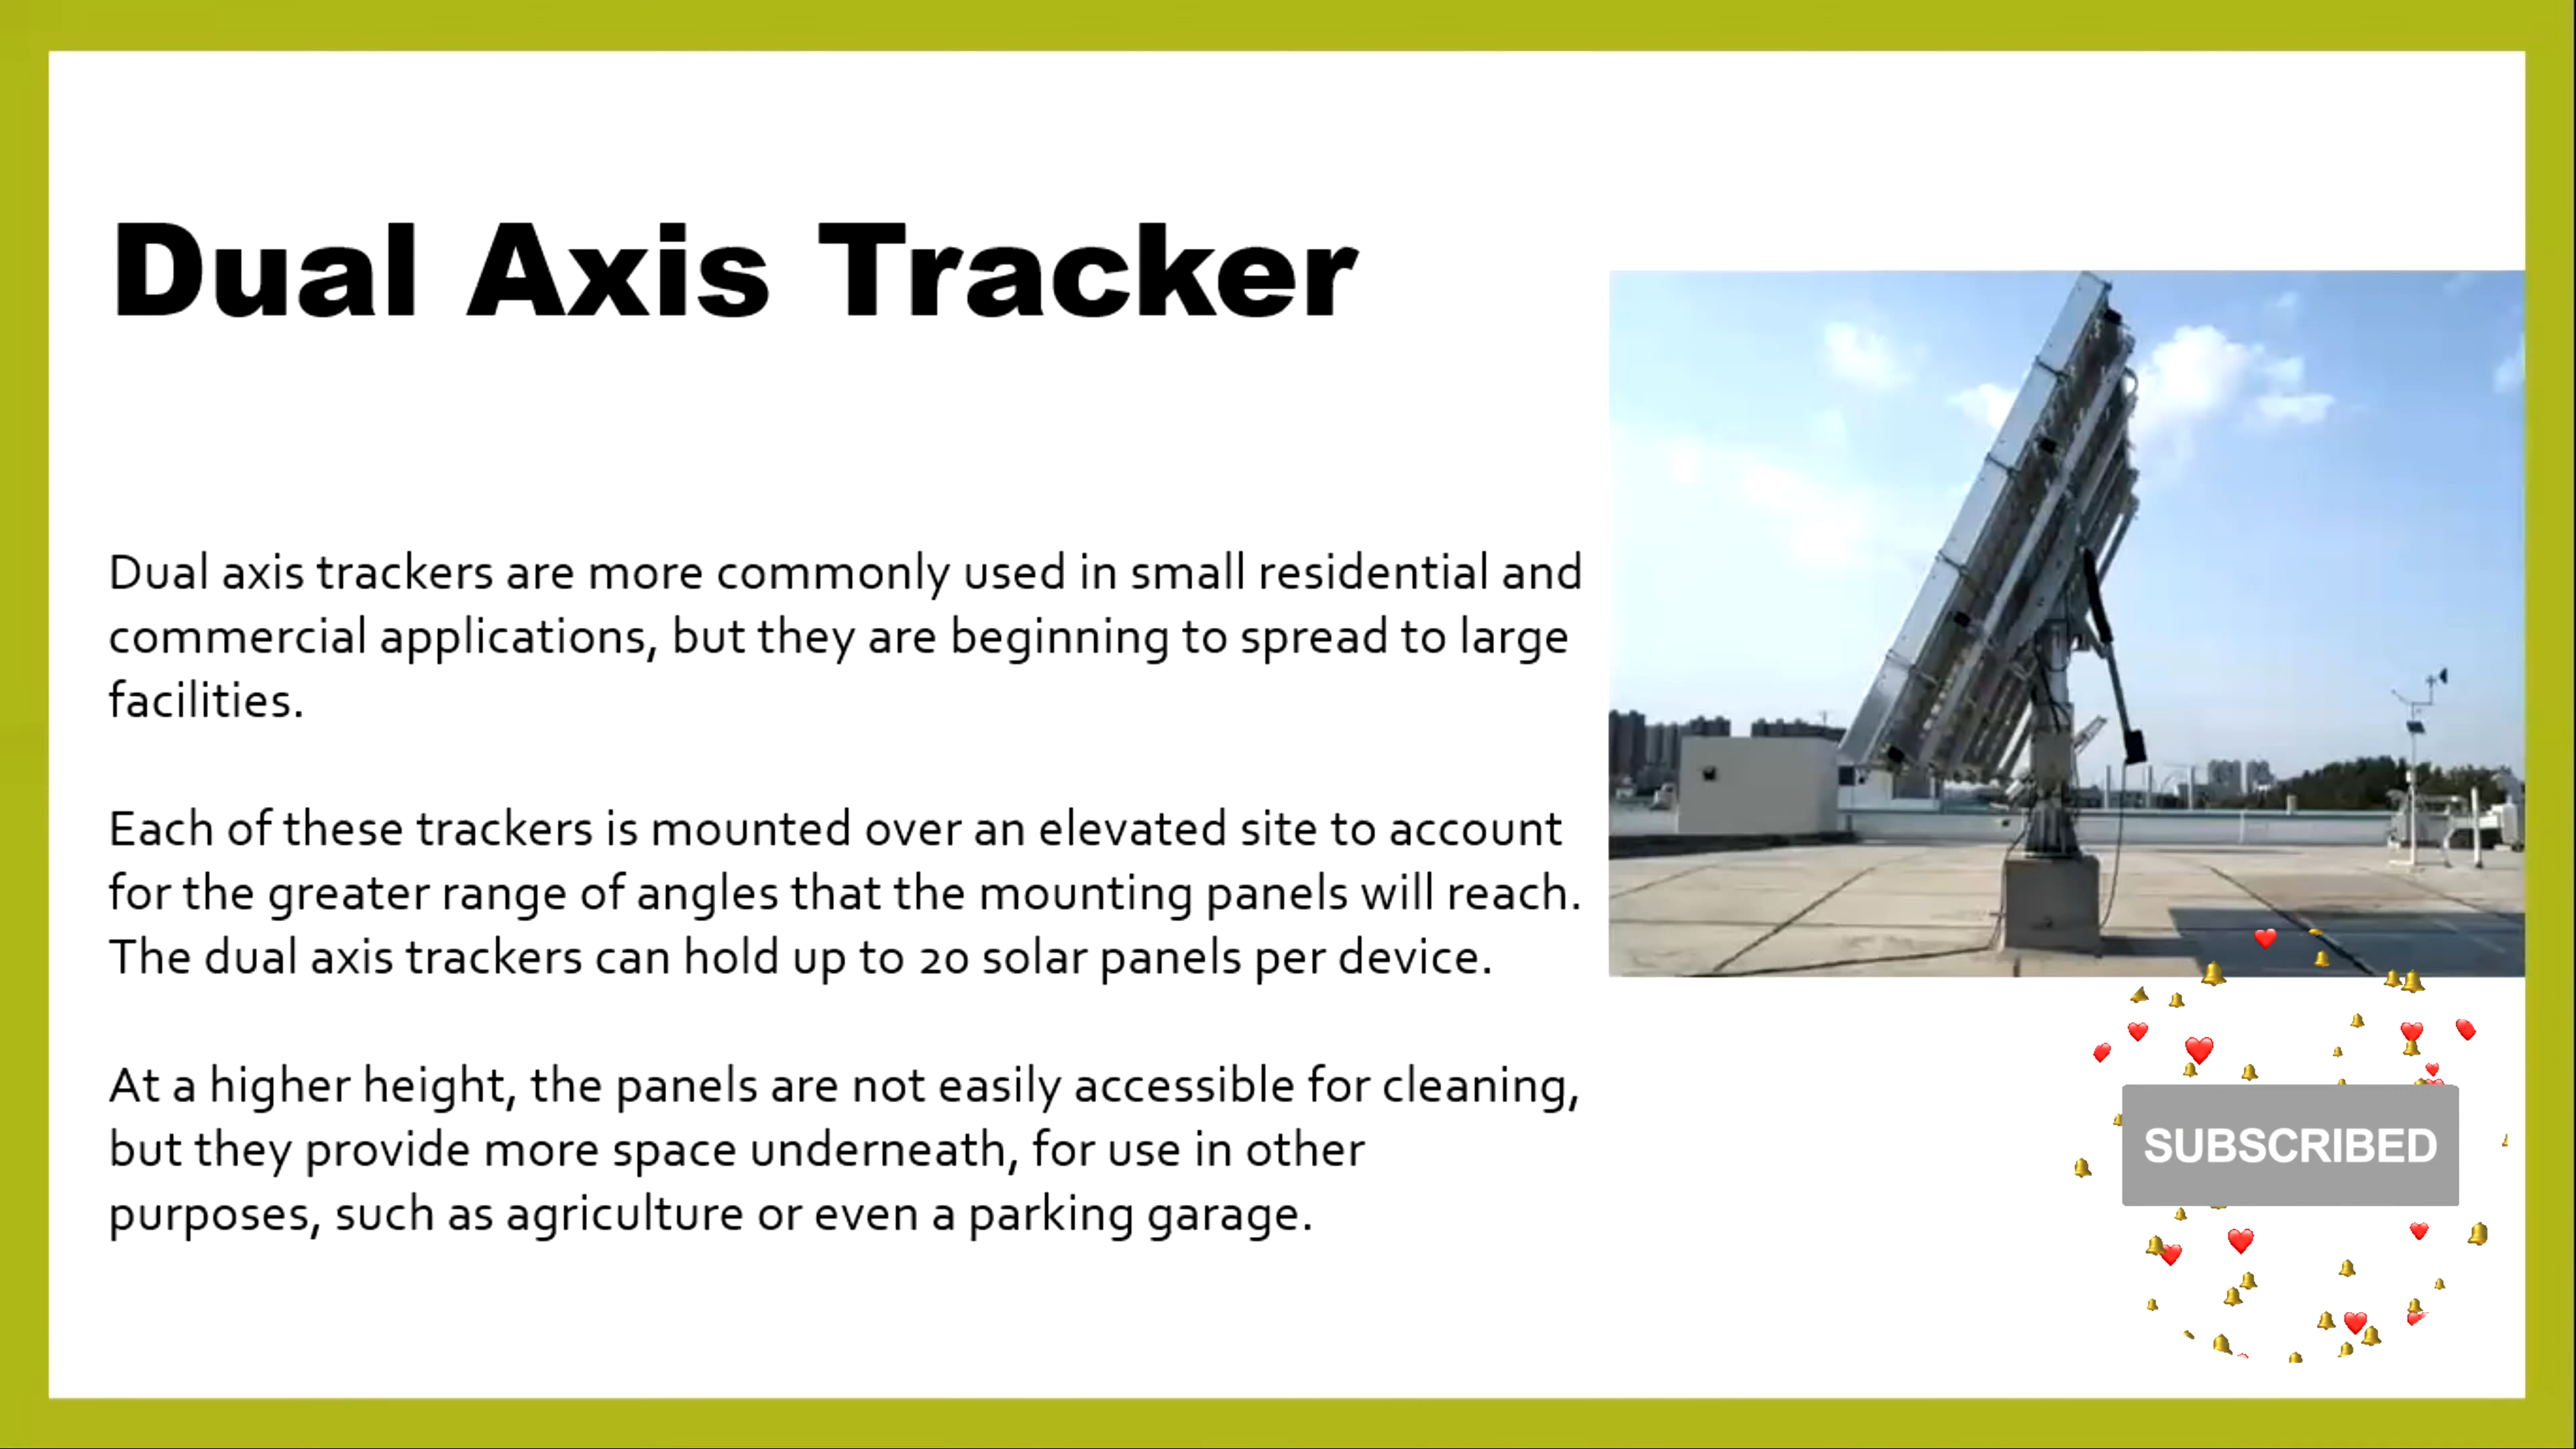 Dual Axis Tracker
Dual axis trackers are more commonly used in small residential and
commercial applications, but they are beginning to spread to large
facilities.
Each of these trackers is mounted over an elevated site to account
for the greater range of angles that the mounting panels will reach.
The dual axis trackers can hold up to 20 solar panels per device.
At a higher height, the panels are not easily accessible for cleaning,
but they provide more space underneath, for use in other
purposes, such as agriculture or even a parking garage.
SUBSCRIBED